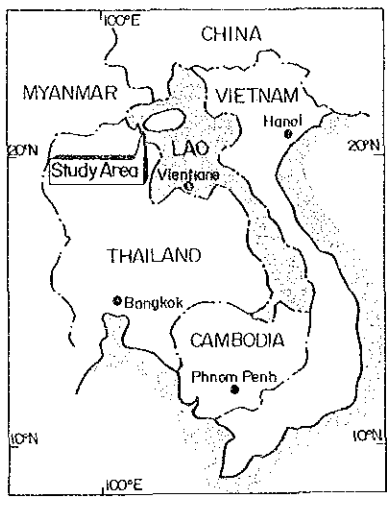 100°E
CHINA
MYANMAR
VIETNAM
Hanoi
20°N
20°N
LAO
Study Area
Vientiane
THAILAND
Bangkok
CAMBODIA
Phnom Penh
10°N
10°N
100°E